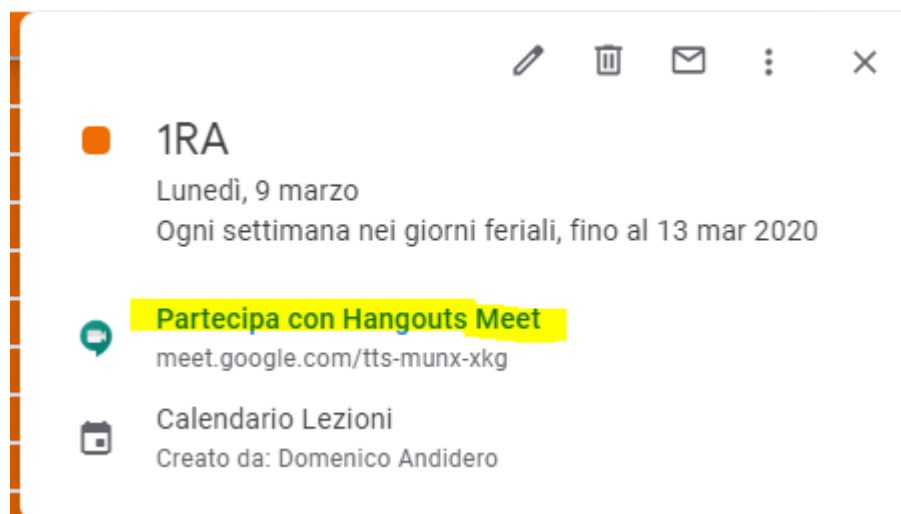 1RA
Lunedì, 9 marzo
Ogni settimana nei giorni feriali, fino al 13 mar 2020
Partecipa con Hangouts Meet
meet.google.com/tts-munx-xkg
Calendario Lezioni
Creato da: Domenico Andidero